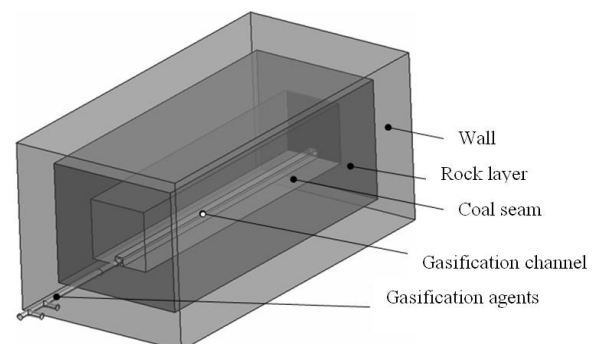 Wall
Rock layer
Coal seam
Gasification channel
Gasification agents